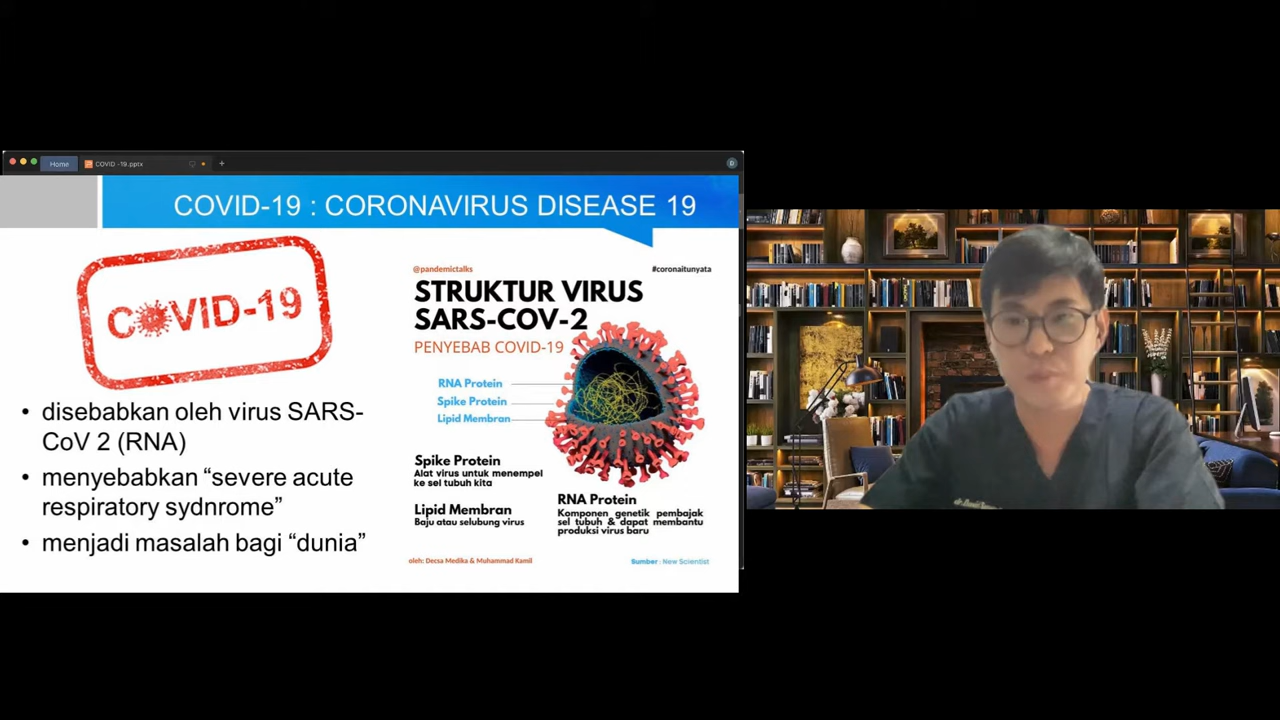 Home
COVID -19.pptx
+
D
COVID-19 : CORONAVIRUS DISEASE 19
COVID-19
• disebabkan oleh virus SARS-
CoV 2 (RNA)
• menyebabkan “severe acute
respiratory sydnrome”
• menjadi masalah bagi “dunia”
@pandemictalks
#coronaitunyata
STRUKTUR VIRUS
SARS-COV-2
PENYEBAB COVID-19
RNA Protein
Spike Protein
Lipid Membran
Spike Protein
Alat virus untuk menempel
ke sel tubuh kita
Lipid Membran
Baju atau selubung virus
RNA Protein
Komponen genetik pembajak
sel tubuh & dapat membantu
produksi virus baru
oleh: Decsa Medika & Muhammad Kamil
Sumber : New Scientist